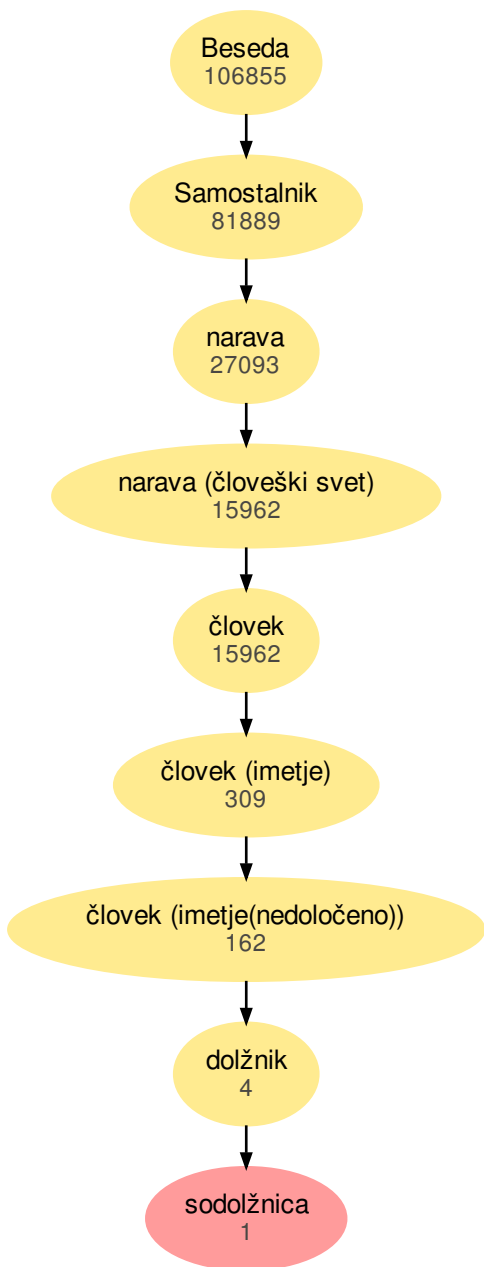 Beseda
106855
Samostalnik
81889
narava
27093
narava (človeški svet)
15962
človek
15962
človek (imetje)
309
človek (imetje(nedoločeno))
162
dolžnik
4
sodolžnica
1